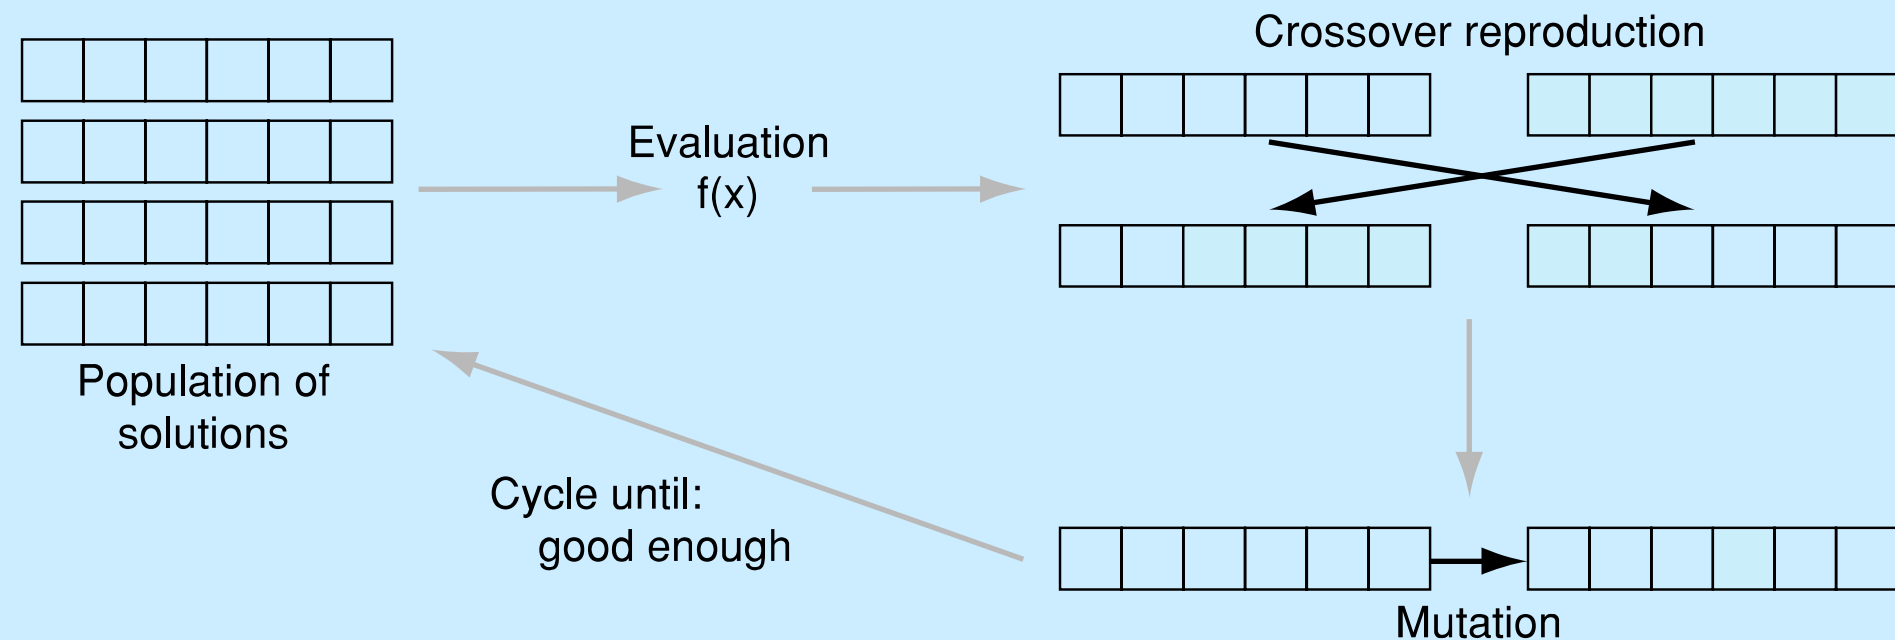 Crossover reproduction
Evaluation
f(x)
Population of
solutions
Cycle until:
good enough
Mutation